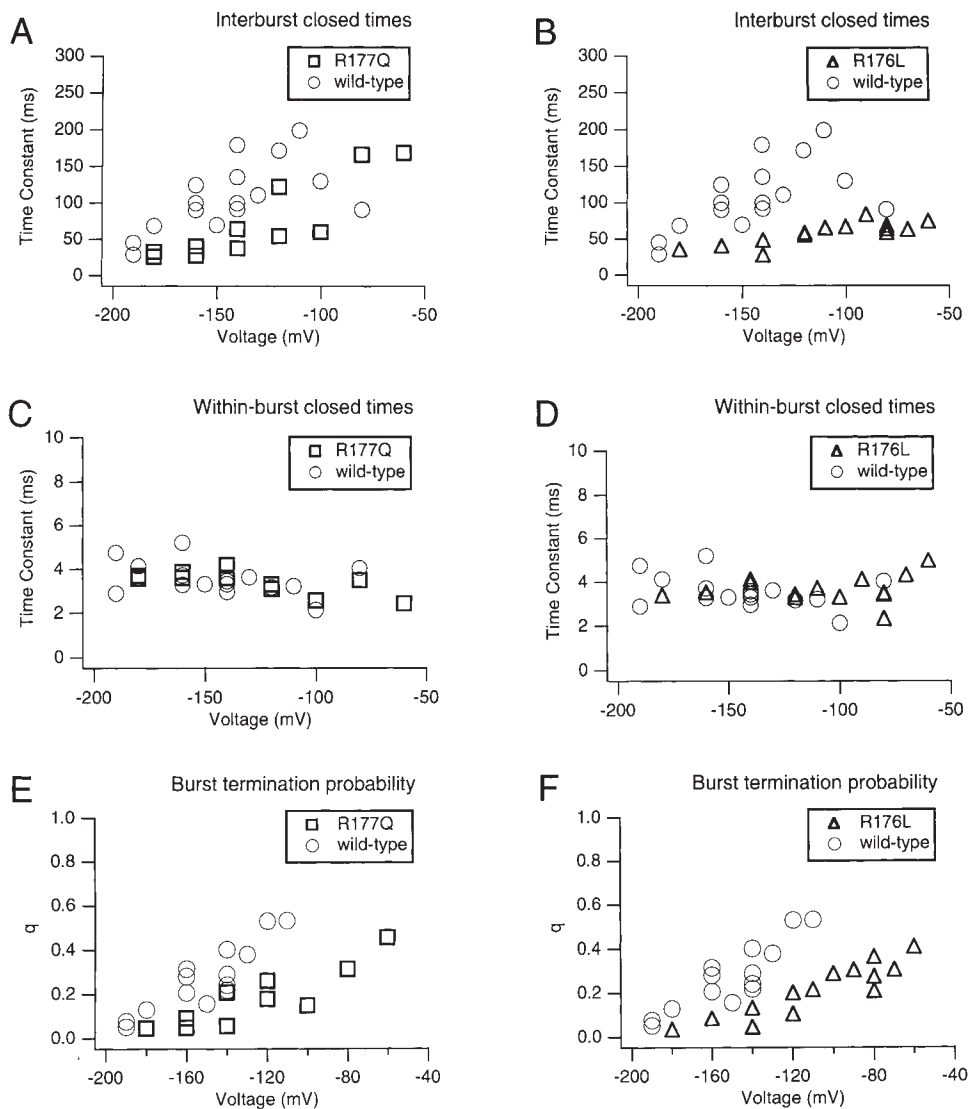 A
Interburst closed times
R177Q
wild-type
Time Constant (ms)
300
250
200
150
100
50
0
-200
-150
-100
-50
Voltage (mV)
B
Interburst closed times
R176L
wild-type
Time Constant (ms)
300
250
200
150
100
50
0
-200
-150
-100
-50
Voltage (mV)
C
Within-burst closed times
R177Q
wild-type
Time Constant (ms)
10
8
6
4
2
0
-200
-150
-100
-50
Voltage (mV)
D
Within-burst closed times
R176L
wild-type
Time Constant (ms)
10
8
6
4
2
0
-200
-150
-100
-50
Voltage (mV)
E
Burst termination probability
R177Q
wild-type
q
1.0
0.8
0.6
0.4
0.2
0.0
-200
-160
-120
-80
-40
Voltage (mV)
F
Burst termination probability
R176L
wild-type
q
1.0
0.8
0.6
0.4
0.2
0.0
-200
-160
-120
-80
-40
Voltage (mV)